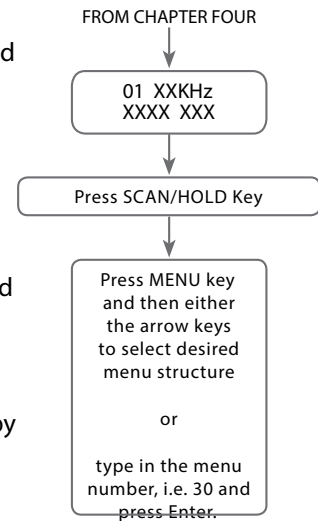 FROM CHAPTER FOUR
01 XXKHz
XXXX XXX
Press SCAN/HOLD Key
Press MENU key
and then either
the arrow keys
to select desired
menu structure
or
type in the menu
number, i.e. 30 and
press Enter.